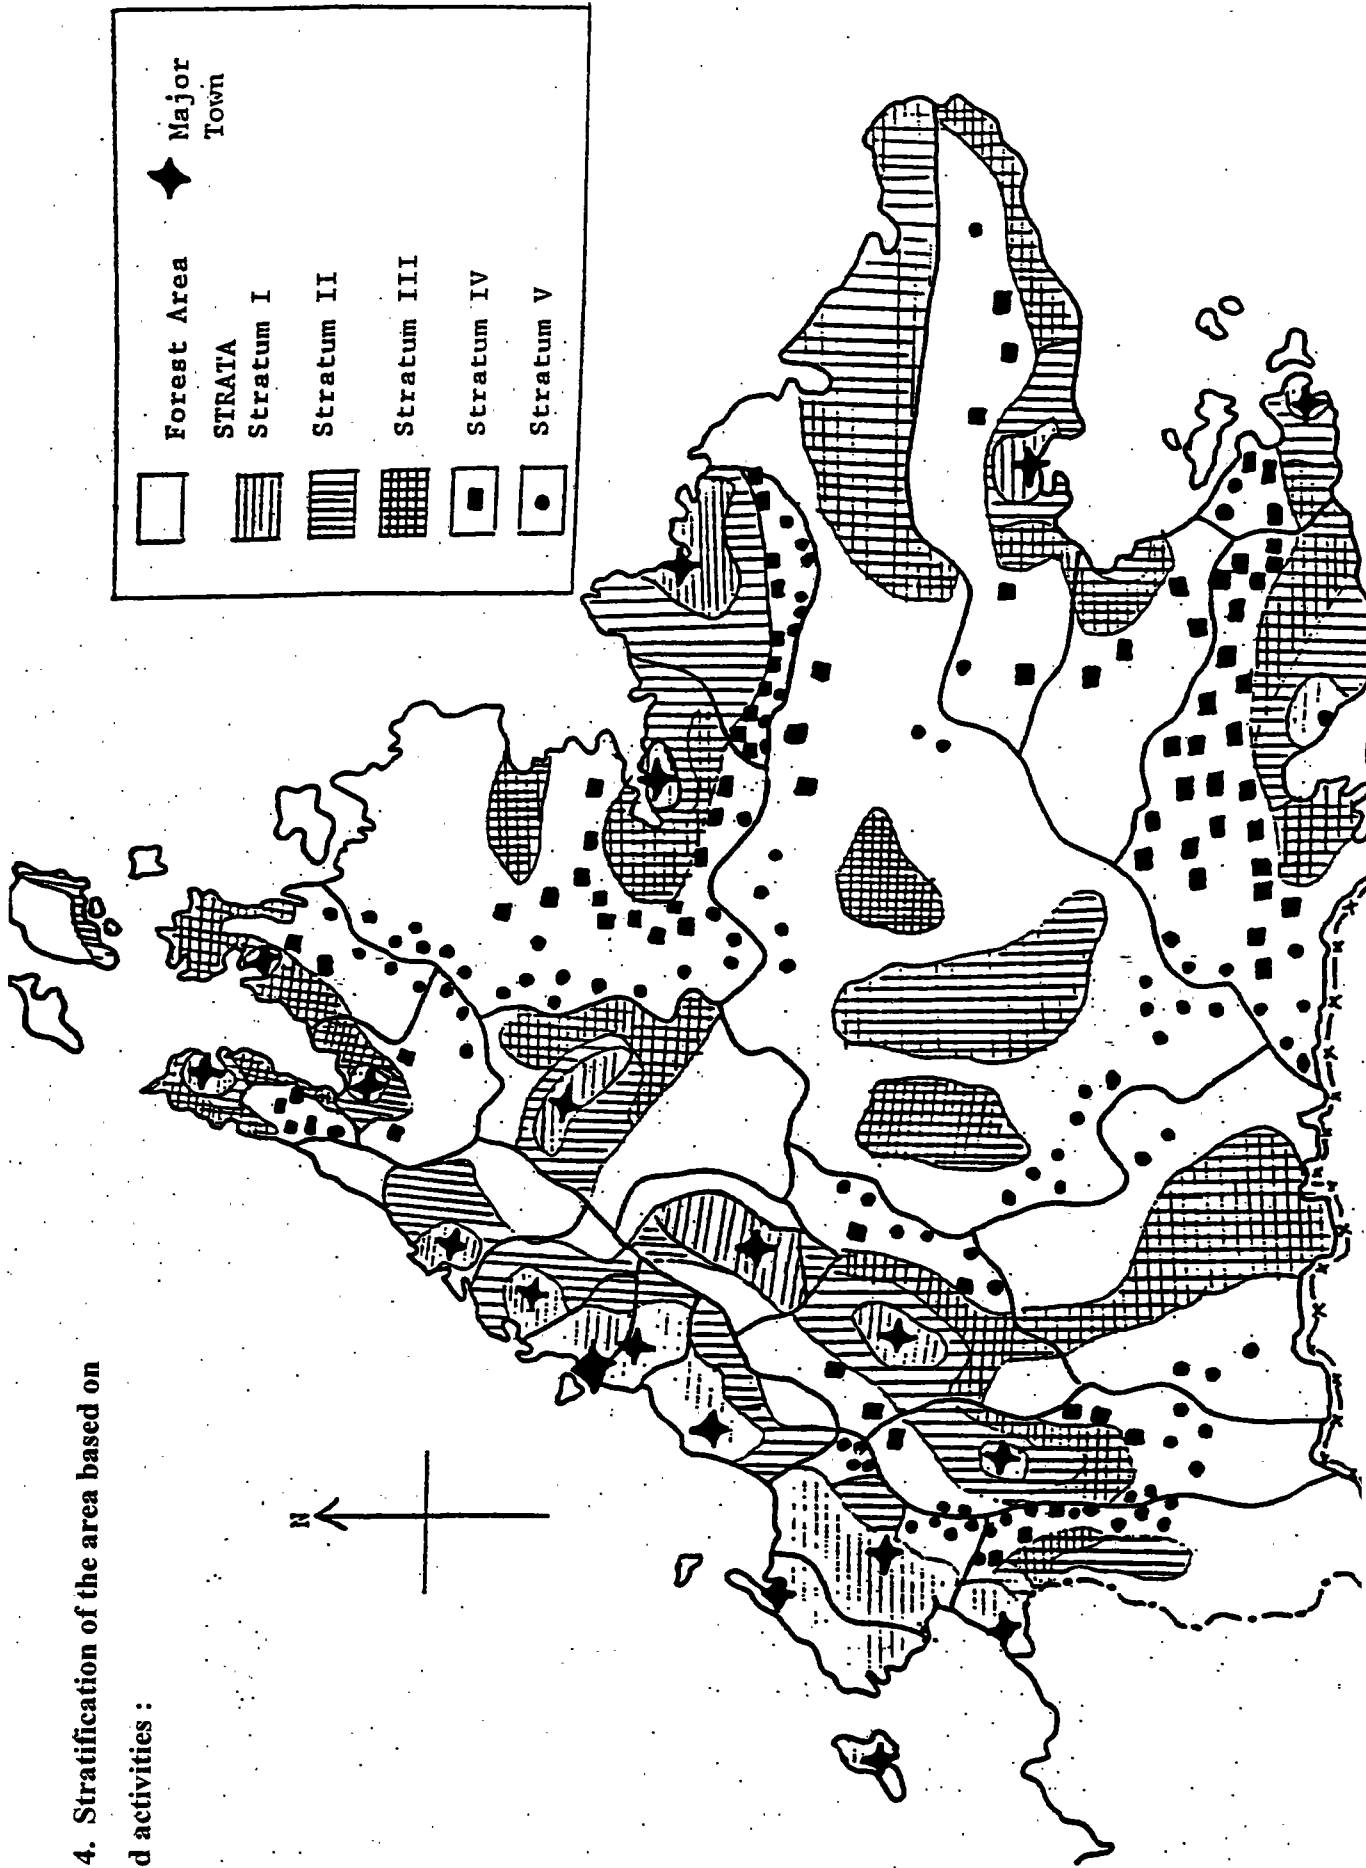 4. Stratification of the area based on
d activities :
N
Forest Area
Major
Town
STRATA
Stratum I
Stratum II
Stratum III
Stratum IV
Stratum V